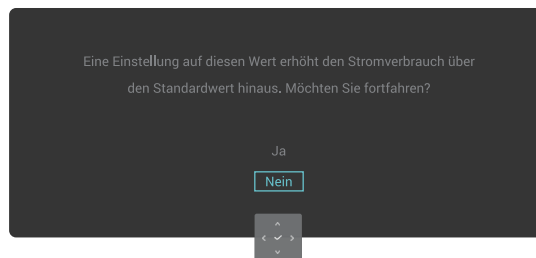 Eine Einstellung auf diesen Wert erhöht den Stromverbrauch über
den Standardwert hinaus. Möchten Sie fortfahren?
Ja
Nein